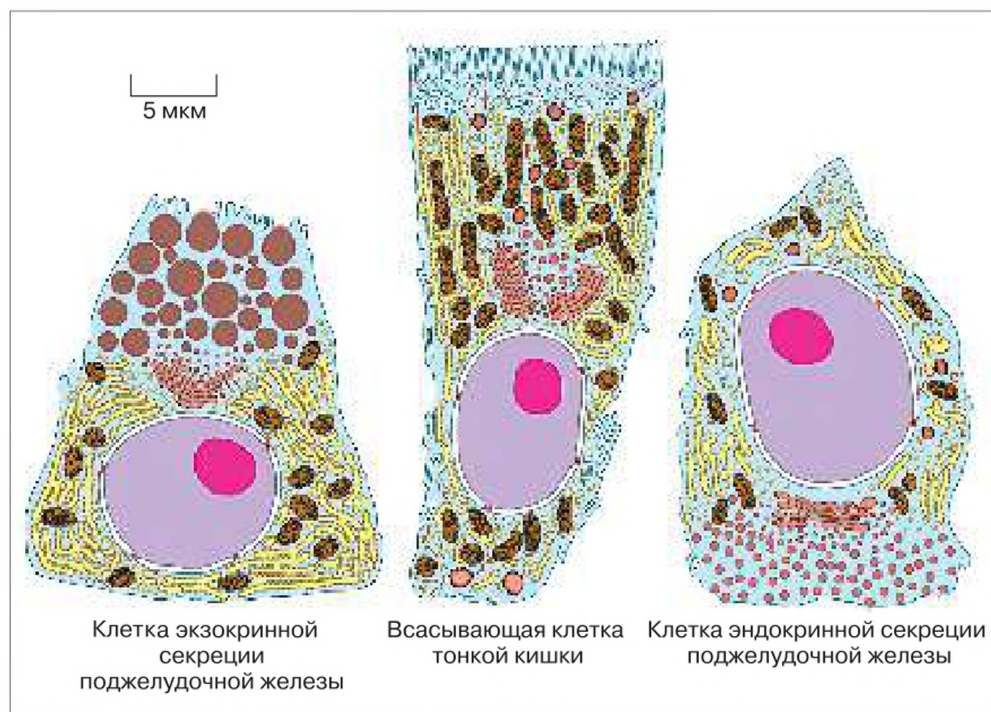 5 мкм
Клетка экзокринной
секреции
поджелудочной железы
Всасывающая клетка
тонкой кишки
Клетка эндокринной секреции
поджелудочной железы